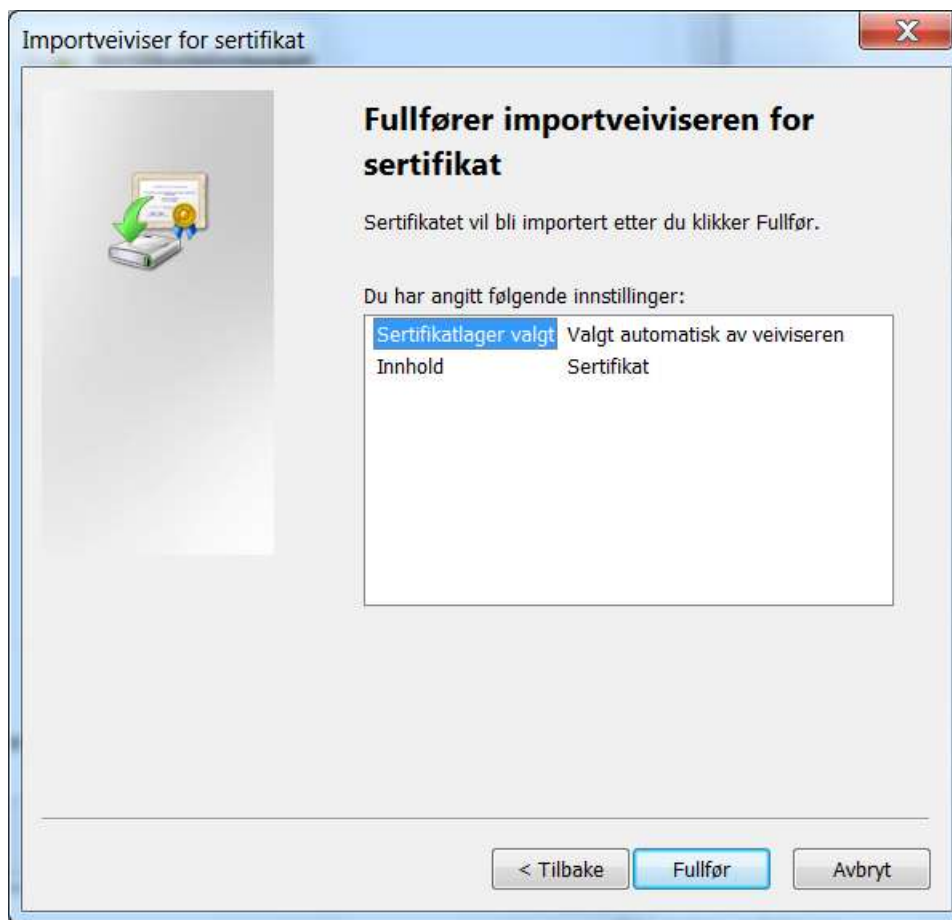 Importveiviser for sertifikat
Fullfører importveiviseren for
sertifikat
Sertifikatet vil bli importert etter du klikker Fullfør.
Du har angitt følgende innstillinger:
Sertifikatlager valgt Valgt automatisk av veiviseren
Innhold Sertifikat
< Tilbake Fullfør Avbryt